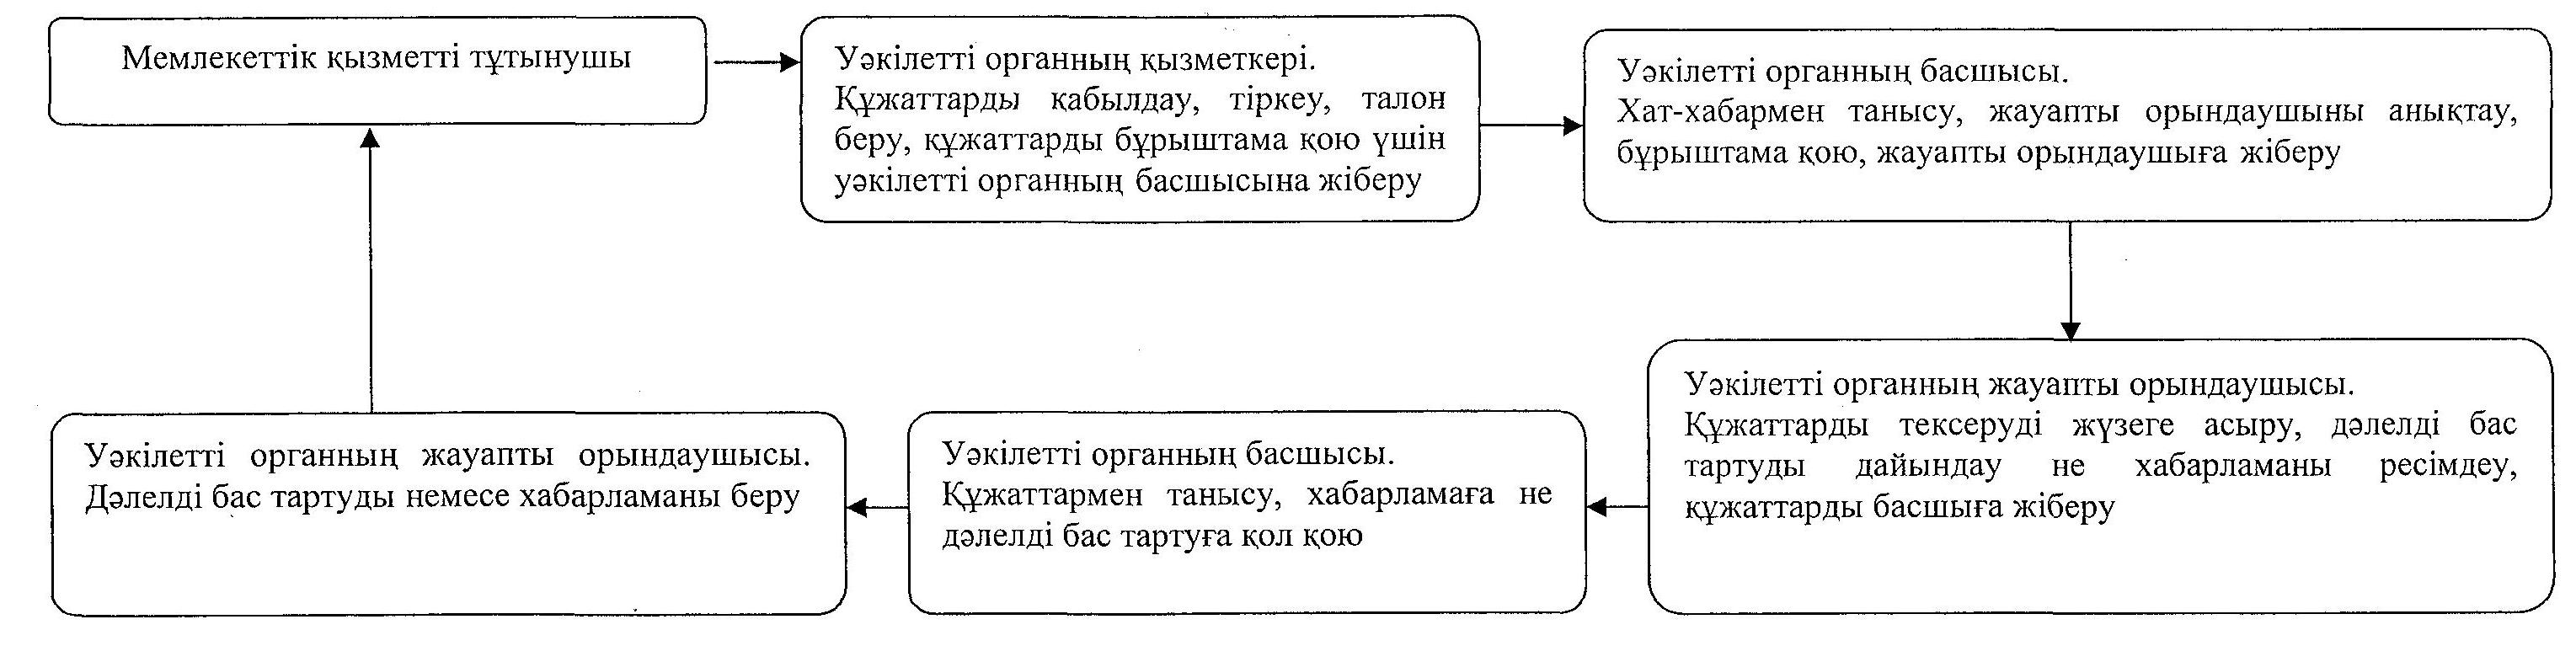 Мемлекеттік қызметті тұтынушы
Уәкілетті органның қызметкері.
Құжаттарды қабылдау, тіркеу, талон
беру, құжаттарды бұрыштама қою үшін
уәкілетті органның басшысына жіберу
Уәкілетті органның басшысы.
Хат-хабармен танысу, жауапты орындаушыны анықтау,
бұрыштама қою, жауапты орындаушыға жіберу
Уәкілетті органның жауапты орындаушысы.
Құжаттарды тексеруді жүзеге асыру, дәлелді бас
тартуды дайындау не хабарламаны ресімдеу,
құжаттарды басшыға жіберу
Уәкілетті органның басшысы.
Құжаттармен танысу, хабарламаға не
дәлелді бас тартуға қол қою
Уәкілетті органның жауапты орындаушысы.
Дәлелді бас тартуды немесе хабарламаны беру